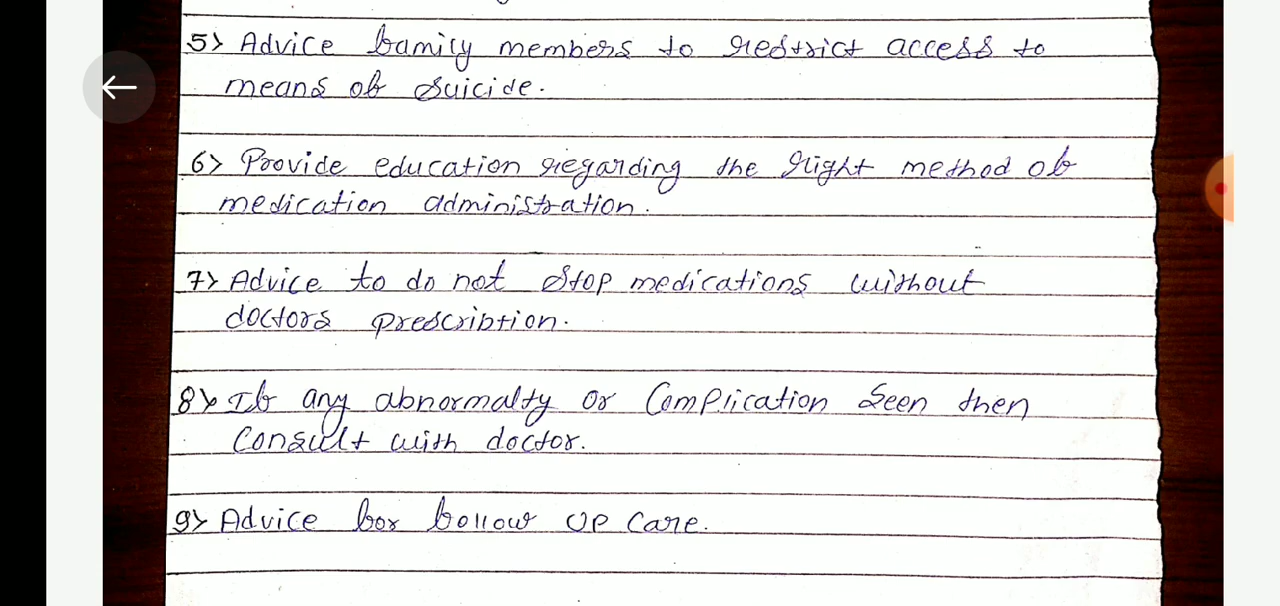 5) Advice family members to restrict access to
means of suicide.
6) Provide education regarding the right method of
medication administration.
7) Advice to do not stop medications without
doctors prescription.
8) If any abnormalty or complication seen then
consult with doctor.
9) Advice for follow up care.